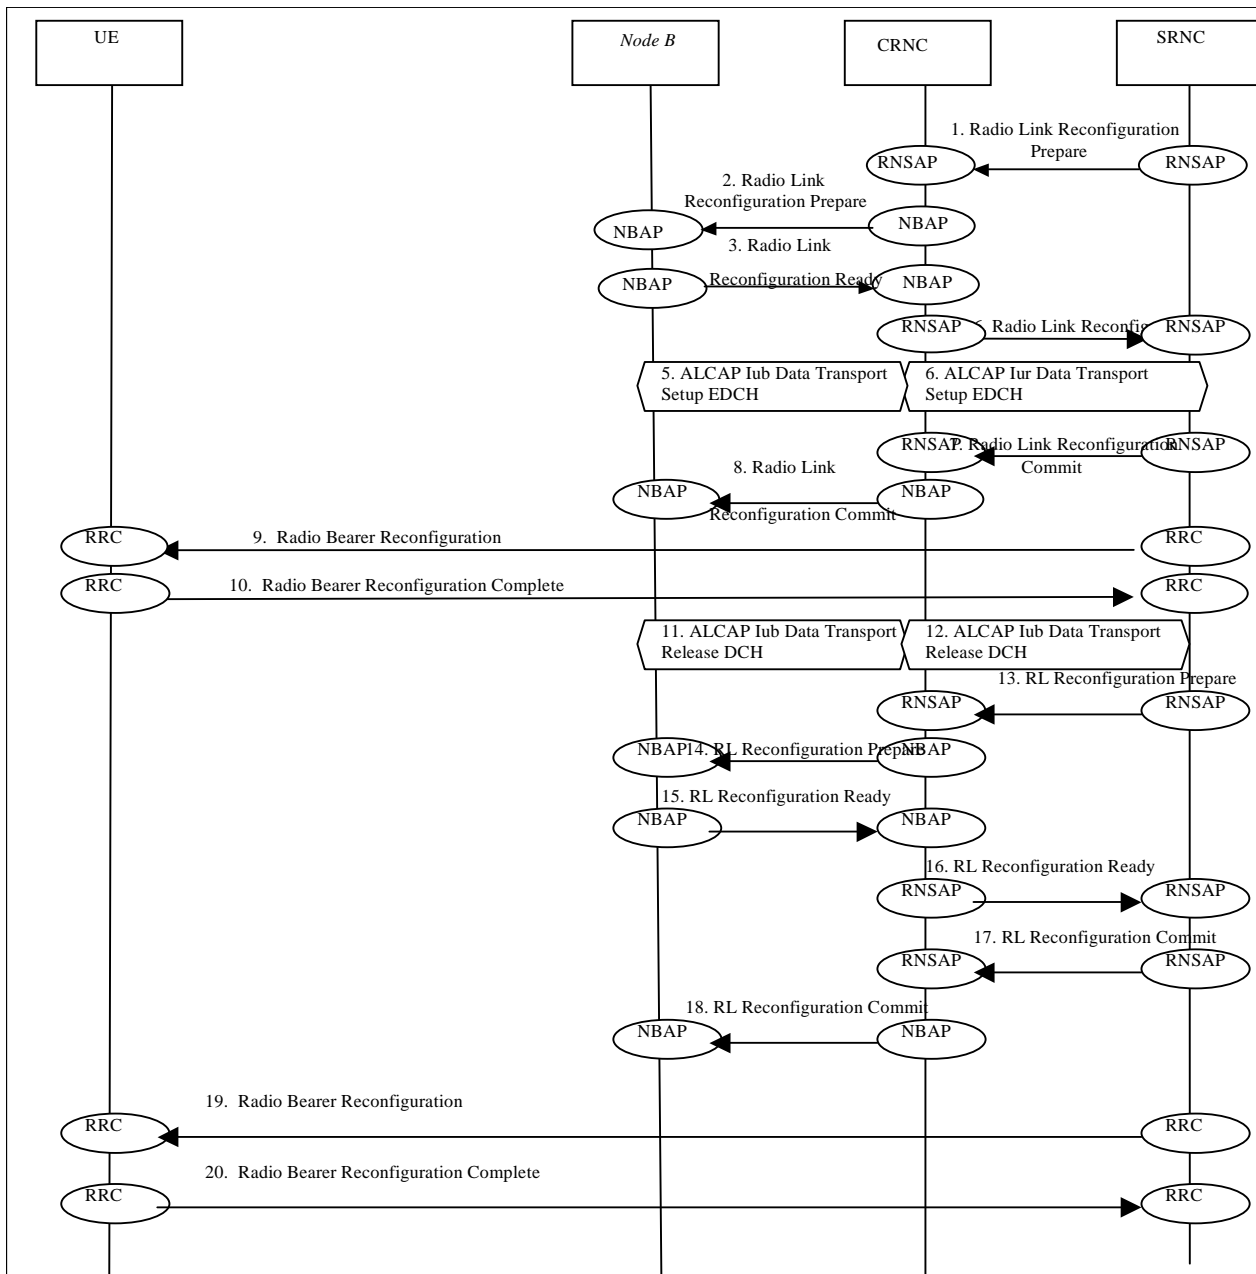 UE
Node B
CRNC
SRNC
1. Radio Link Reconfiguration
Prepare
RNSAP
RNSAP
2. Radio Link
Reconfiguration Prepare
NBAP
NBAP
3. Radio Link
Reconfiguration Ready
NBAP
NBAP
RNSAP
Radio Link Reconfig
RNSAP
5. ALCAP Iub Data Transport
Setup EDCH
6. ALCAP Iur Data Transport
Setup EDCH
RNSAP
7. Radio Link Reconfiguration
Commit
RNSAP
8. Radio Link
Reconfiguration Commit
NBAP
NBAP
9. Radio Bearer Reconfiguration
RRC
RRC
10. Radio Bearer Reconfiguration Complete
RRC
RRC
11. ALCAP Iub Data Transport
Release DCH
12. ALCAP Iub Data Transport
Release DCH
13. RL Reconfiguration Prepare
RNSAP
RNSAP
NBAP
14. RL Reconfiguration Prepare
NBAP
15. RL Reconfiguration Ready
NBAP
NBAP
16. RL Reconfiguration Ready
RNSAP
RNSAP
17. RL Reconfiguration Commit
RNSAP
RNSAP
18. RL Reconfiguration Commit
NBAP
NBAP
19. Radio Bearer Reconfiguration
RRC
RRC
20. Radio Bearer Reconfiguration Complete
RRC
RRC